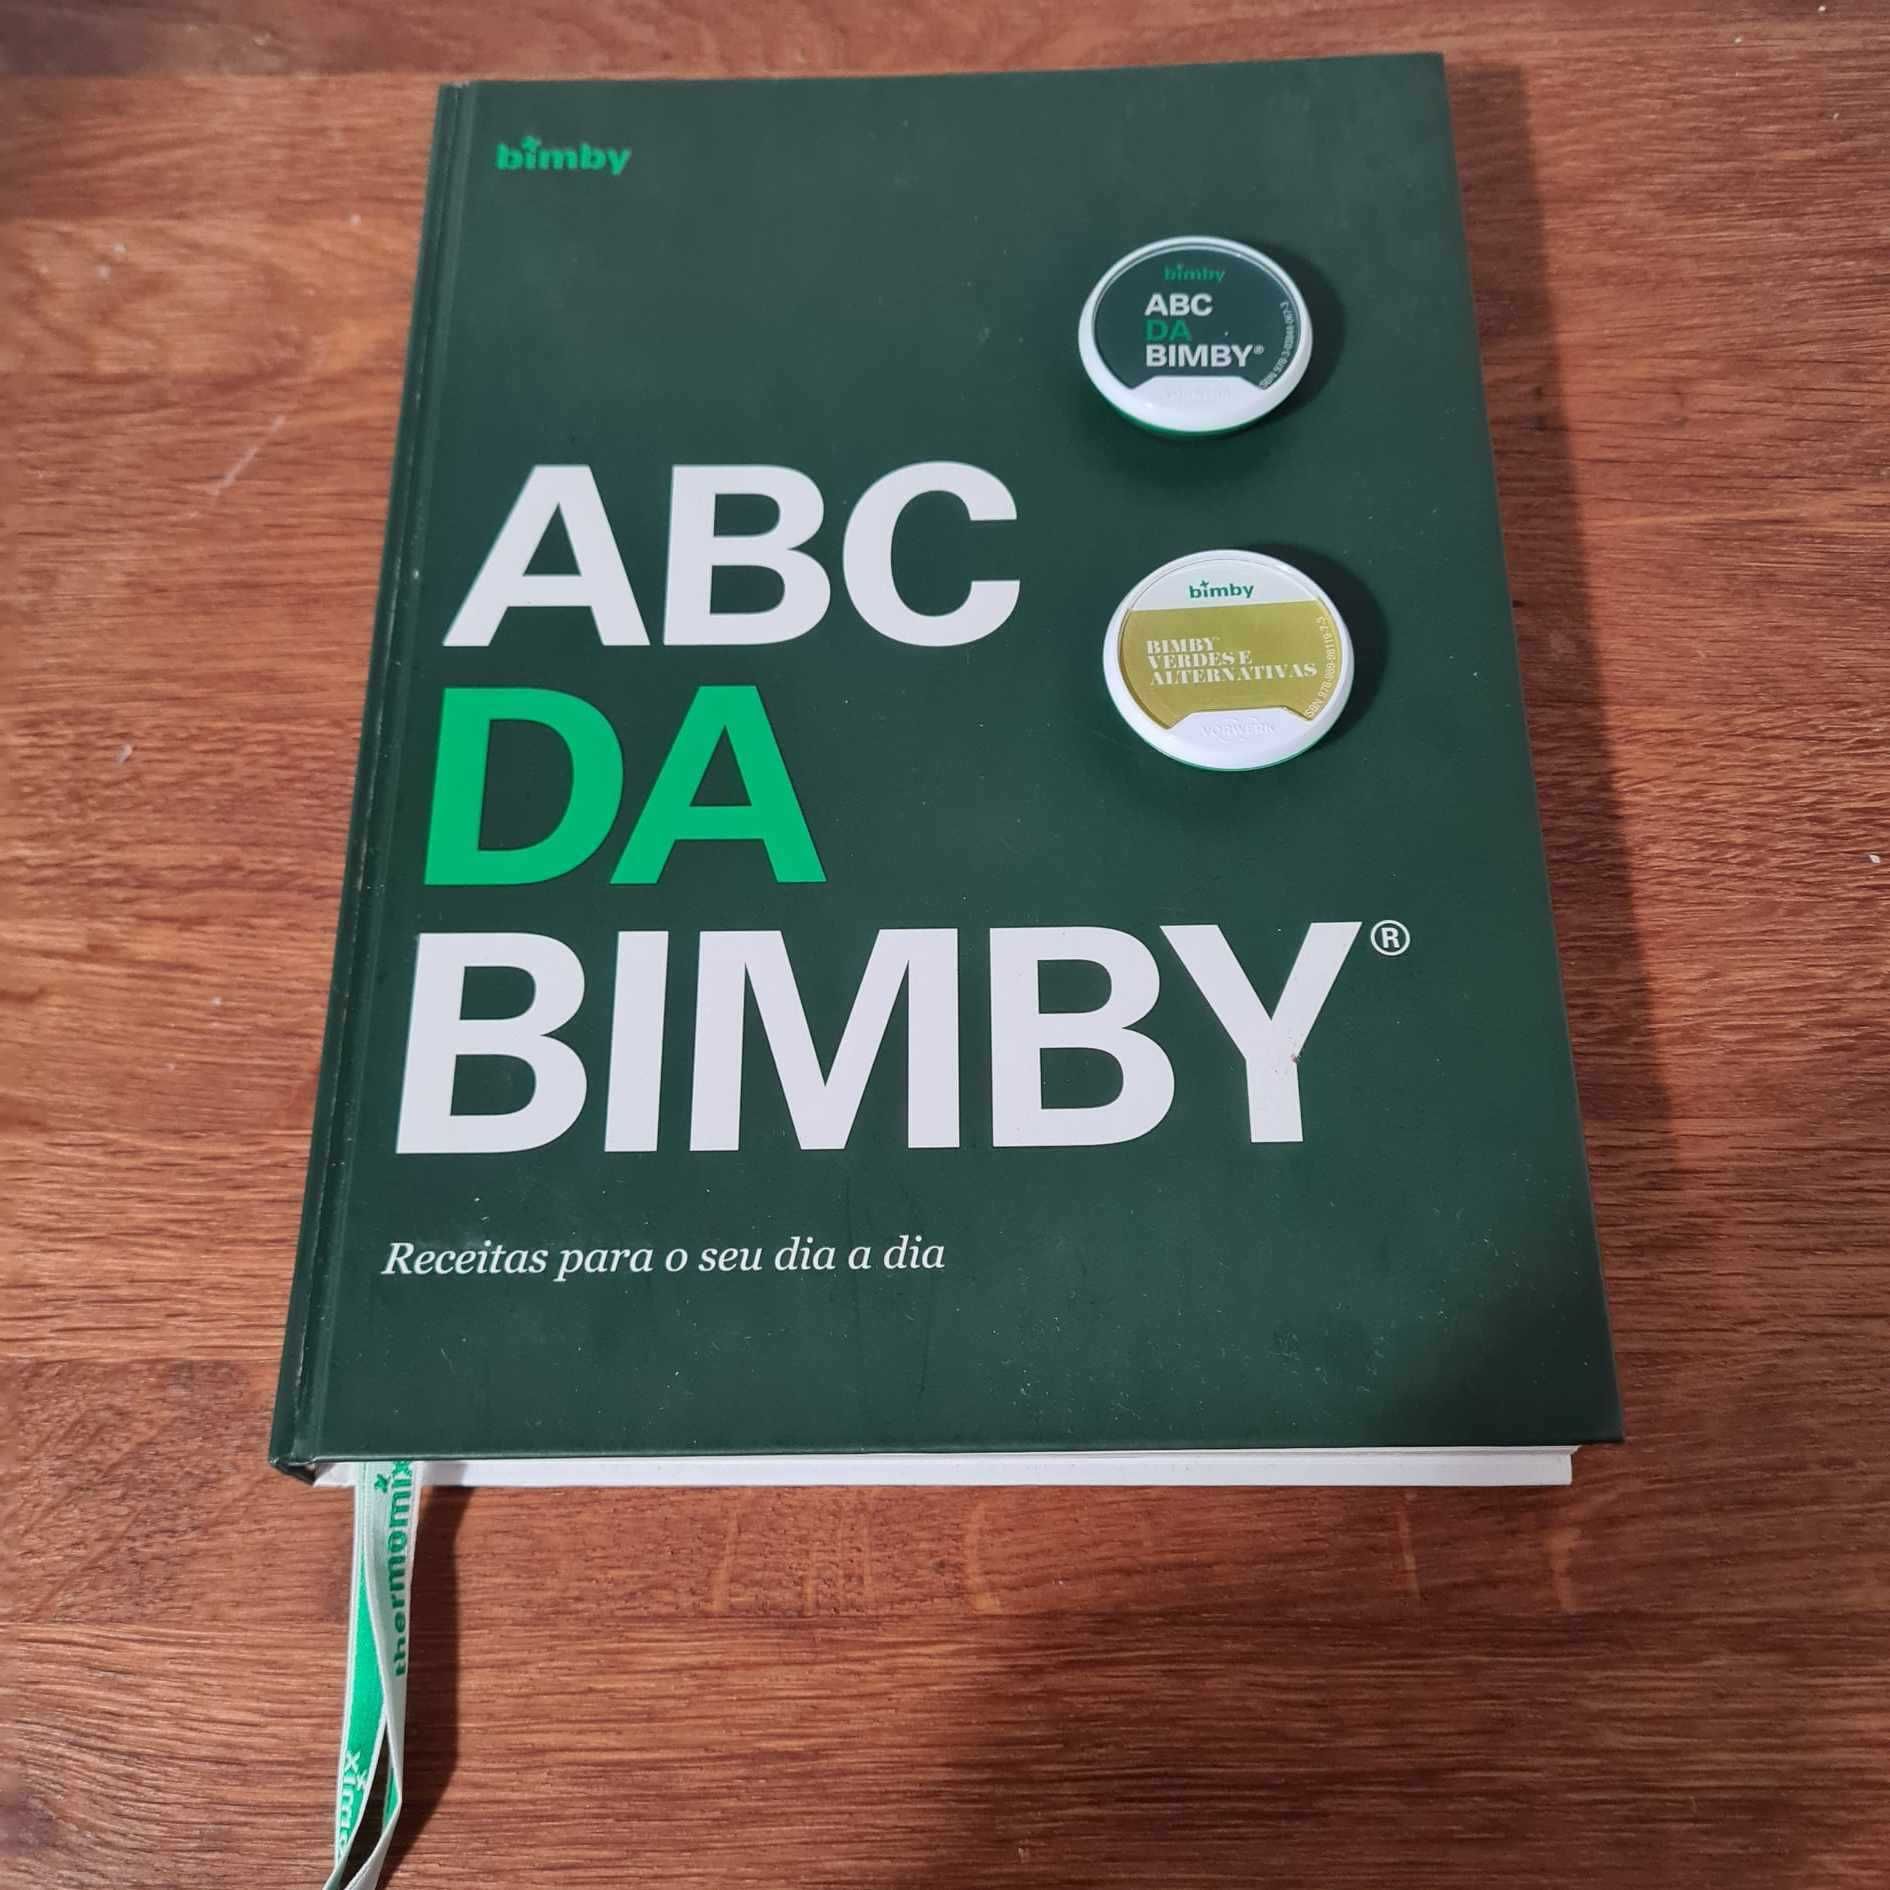 bimby
ABC
DA
BIMBY®
Receitas para o seu dia a dia
bimby
ABC
DA
BIMBY®
bimby
BIMBY®
VERDES E
ALTERNATIVAS
VORWERK
thermomix